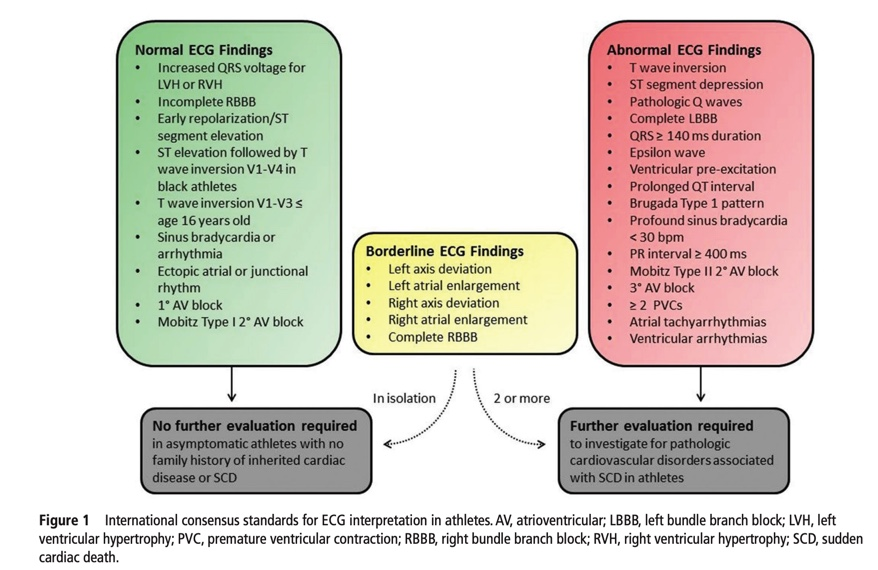 Normal ECG Findings
• Increased QRS voltage for
LVH or RVH
• Incomplete RBBB
• Early repolarization/ST
segment elevation
• ST elevation followed by T
wave inversion V1-V4 in
black athletes
• T wave inversion V1-V3 ≤
age 16 years old
• Sinus bradycardia or
arrhythmia
• Ectopic atrial or junctional
rhythm
• 1° AV block
• Mobitz Type I 2° AV block
Borderline ECG Findings
• Left axis deviation
• Left atrial enlargement
• Right axis deviation
• Right atrial enlargement
• Complete RBBB
Abnormal ECG Findings
• T wave inversion
• ST segment depression
• Pathologic Q waves
• Complete LBBB
• QRS ≥ 140 ms duration
• Epsilon wave
• Ventricular pre-excitation
• Prolonged QT interval
• Brugada Type 1 pattern
• Profound sinus bradycardia
< 30 bpm
• PR interval ≥ 400 ms
• Mobitz Type II 2° AV block
• 3° AV block
• ≥ 2 PVCs
• Atrial tachyarrhythmias
• Ventricular arrhythmias
In isolation
2 or more
No further evaluation required
in asymptomatic athletes with no
family history of inherited cardiac
disease or SCD
Further evaluation required
to investigate for pathologic
cardiovascular disorders associated
with SCD in athletes
Figure 1 International consensus standards for ECG interpretation in athletes. AV, atrioventricular; LBBB, left bundle branch block; LVH, left
ventricular hypertrophy; PVC, premature ventricular contraction; RBBB, right bundle branch block; RVH, right ventricular hypertrophy; SCD, sudden
cardiac death.